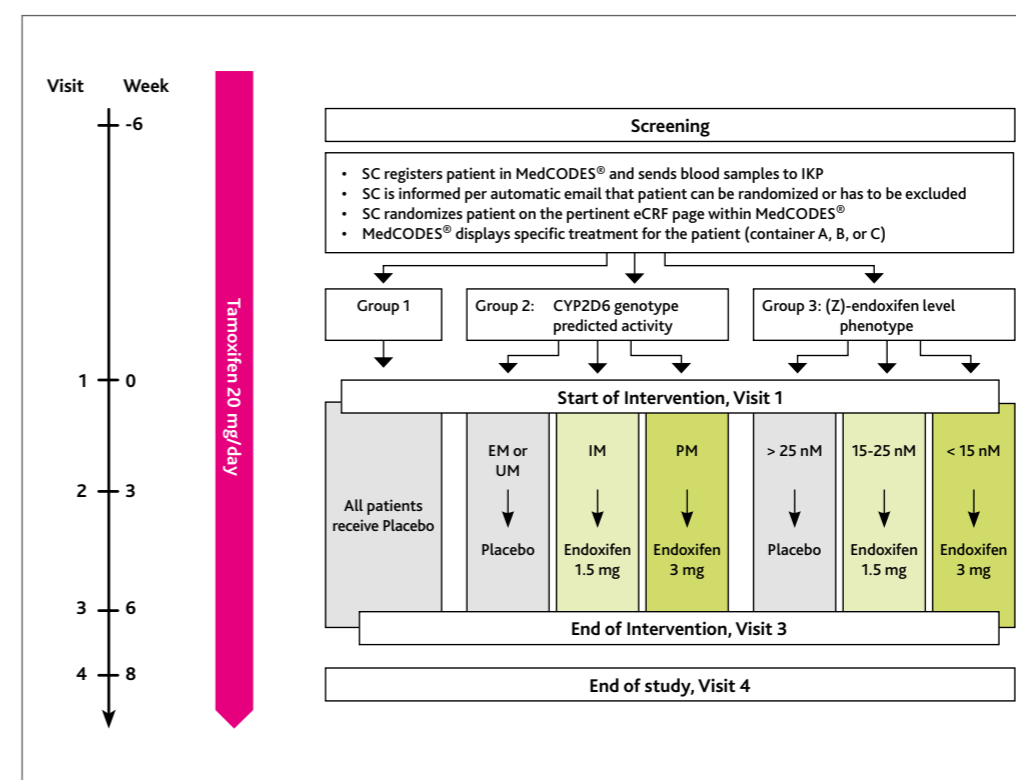 Visit Week
-6
Screening
• SC registers patient in MedCODES® and sends blood samples to IKP
• SC is informed per automatic email that patient can be randomized or has to be excluded
• SC randomizes patient on the pertinent eCRF page within MedCODES®
• MedCODES® displays specific treatment for the patient (container A, B, or C)
Tamoxifen 20 mg/day
Group 1
Group 2: CYP2D6 genotype
predicted activity
Group 3: (Z)-endoxifen level
phenotype
1 0
Start of Intervention, Visit 1
2 3
All patients
receive Placebo
EM or
UM
Placebo
IM
Endoxifen
1.5 mg
PM
Endoxifen
3 mg
> 25 nM
Placebo
15-25 nM
Endoxifen
1.5 mg
< 15 nM
Endoxifen
3 mg
3 6
End of Intervention, Visit 3
4 8
End of study, Visit 4